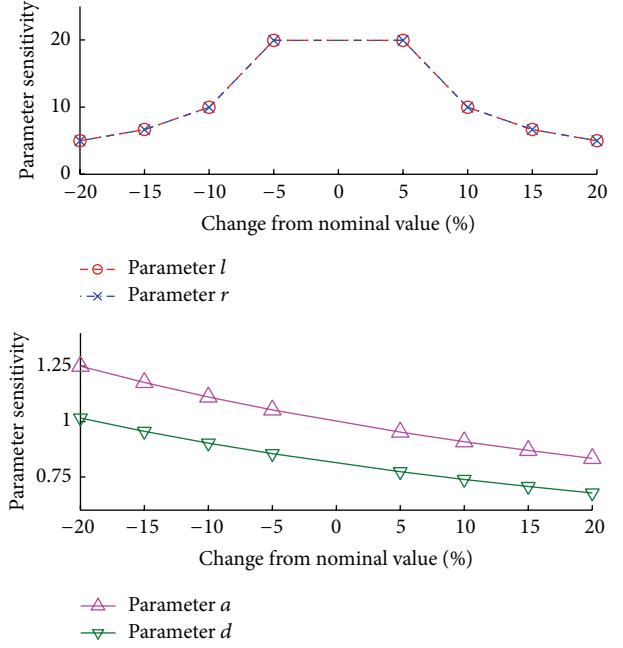 Parameter sensitivity
20
10
0
−20 −15 −10 −5 0 5 10 15 20
Change from nominal value (%)
Parameter l
Parameter r
Parameter sensitivity
1.25
1
0.75
−20 −15 −10 −5 0 5 10 15 20
Change from nominal value (%)
Parameter a
Parameter d